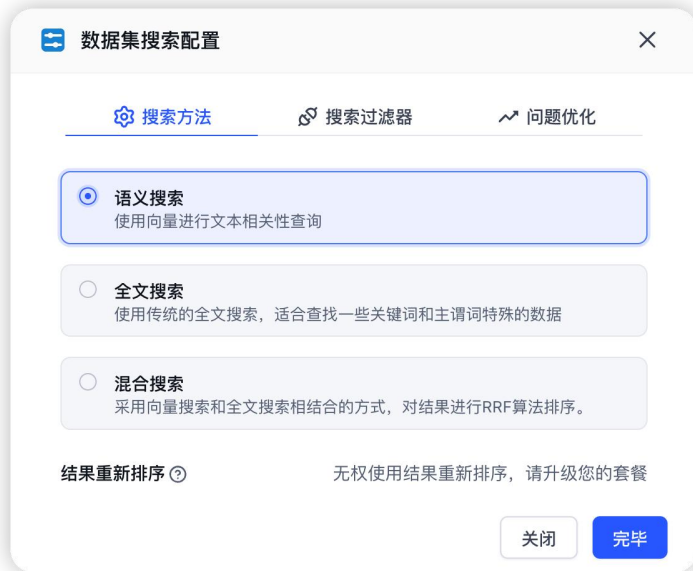 数据集搜索配置
搜索方法
搜索过滤器
问题优化
语义搜索
使用向量进行文本相关性查询
全文搜索
使用传统的全文搜索，适合查找一些关键词和主谓词特殊的数据
混合搜索
采用向量搜索和全文搜索相结合的方式，对结果进行RRF算法排序。
结果重新排序
无权使用结果重新排序，请升级您的套餐
关闭
完毕